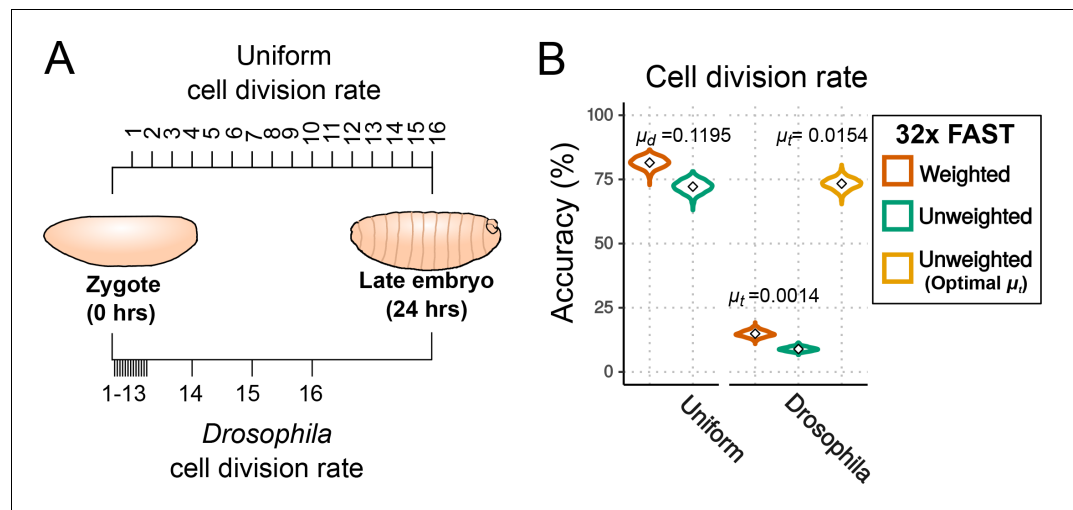 A
Uniform
cell division rate
1 2 3 4 5 6 7 8 9 10 11 12 13 14 15 16
Zygote
(0 hrs)
Late embryo
(24 hrs)
1-13 14 15 16
Drosophila
cell division rate
B
Cell division rate
Accuracy (%)
100
75
50
25
0
μd =0.1195
μt= 0.0154
μt =0.0014
Uniform
Drosophila
32x FAST
Weighted
Unweighted
Unweighted
(Optimal μt)